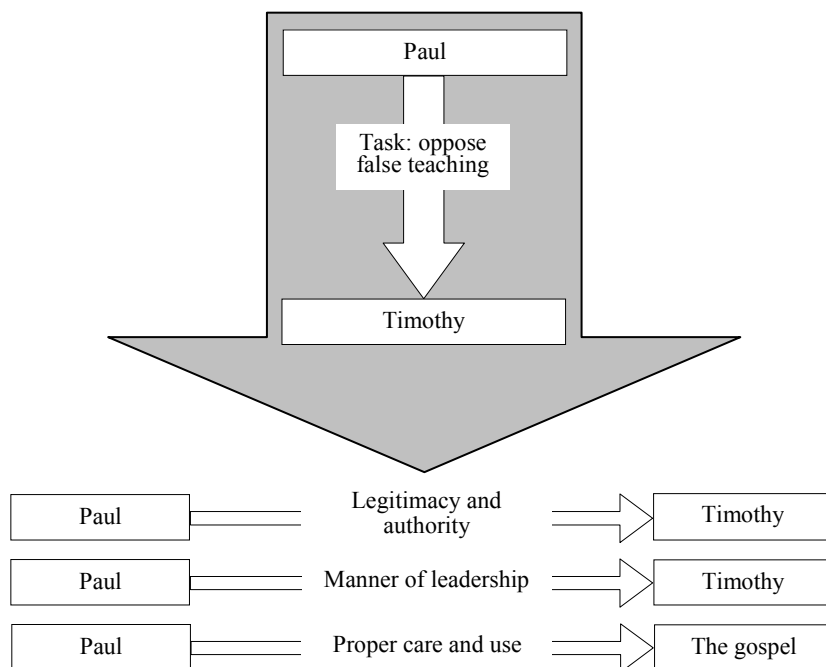 Paul
Task: oppose
false teaching
Timothy
Paul
Legitimacy and
authority
Timothy
Paul
Manner of leadership
Timothy
Paul
Proper care and use
The gospel